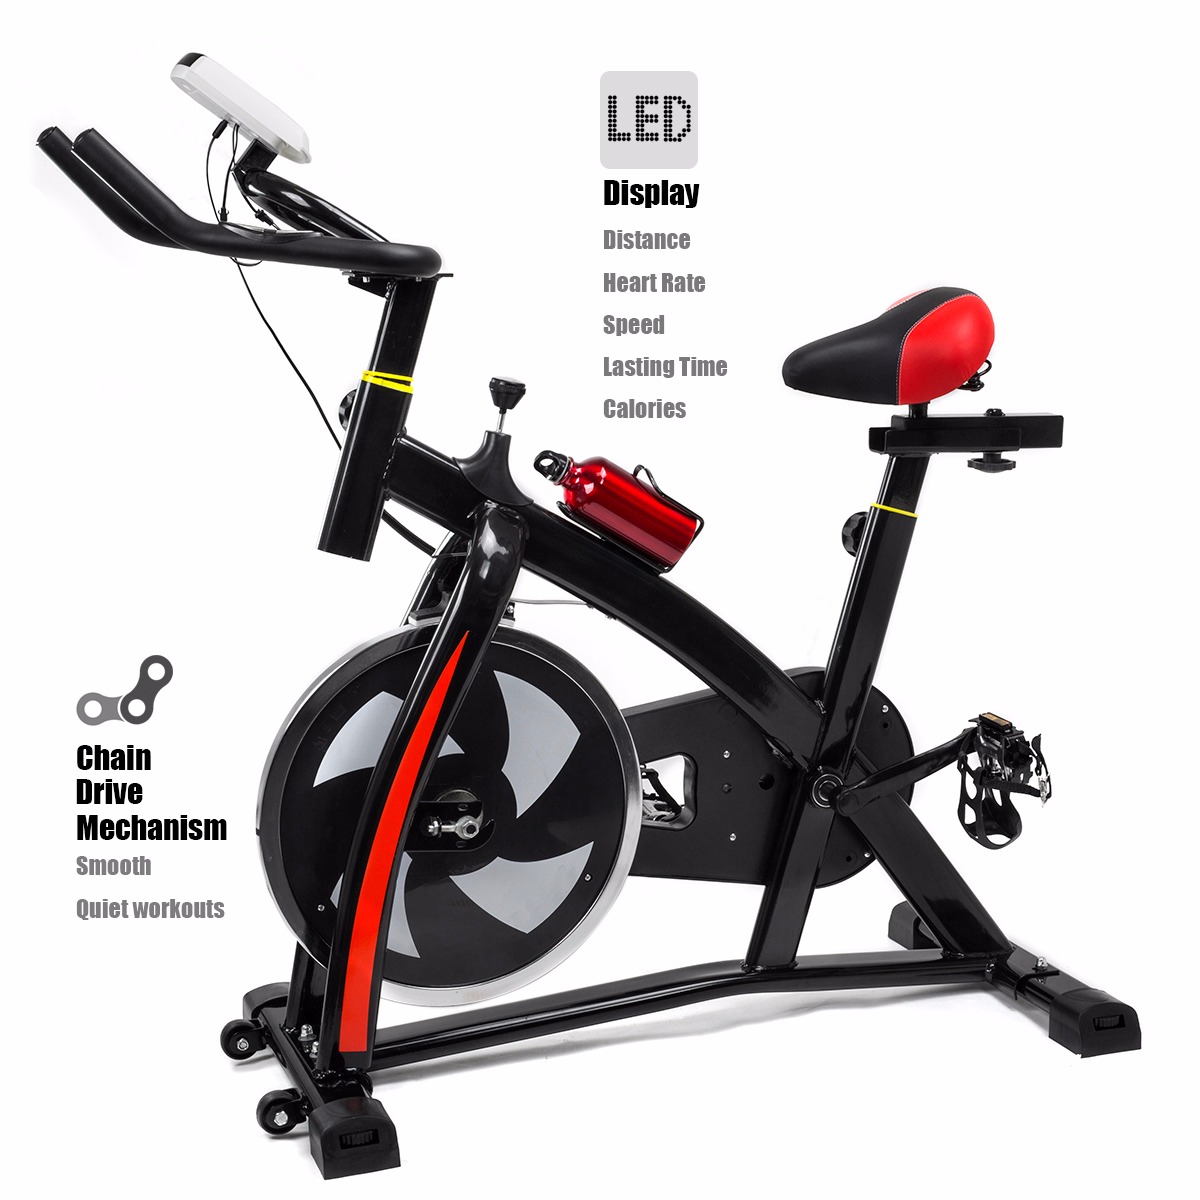 LED
Display
Distance
Heart Rate
Speed
Lasting Time
Calories
Chain
Drive
Mechanism
Smooth
Quiet workouts